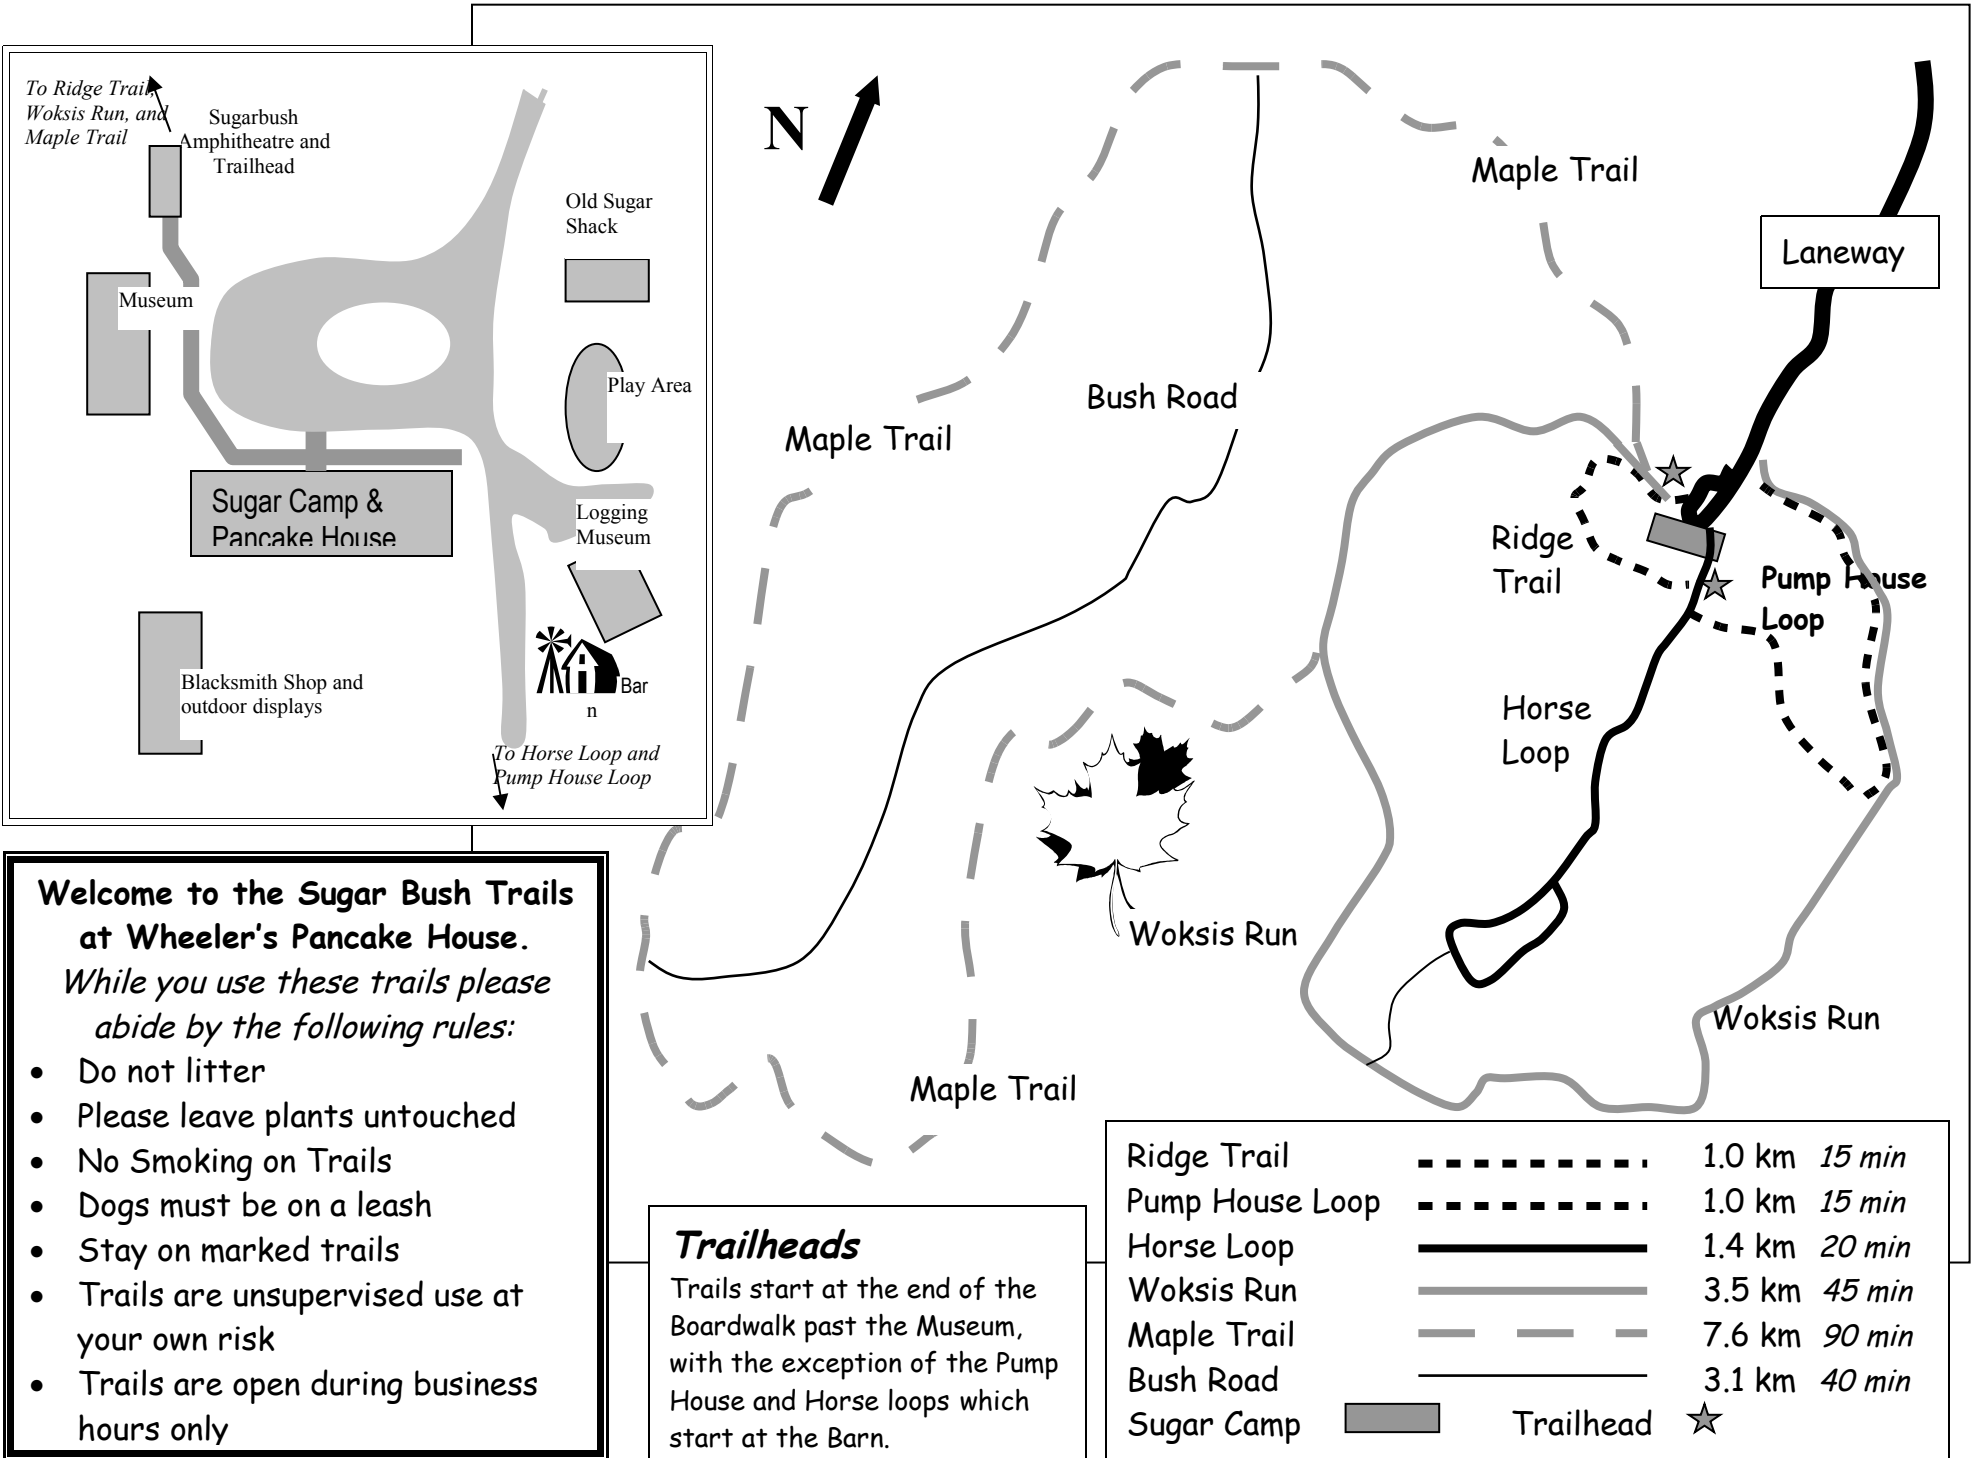 To Ridge Trail,
Woksis Run, and
Maple Trail
Sugarbush
Amphitheatre and
Trailhead
Old Sugar
Shack
Museum
Play Area
Sugar Camp &
Pancake House
Logging
Museum
Blacksmith Shop and
outdoor displays
Bar
n
To Horse Loop and
Pump House Loop
N
Maple Trail
Laneway
Bush Road
Maple Trail
Ridge
Trail
Pump House
Loop
Horse
Loop
Woksis Run
Woksis Run
Maple Trail
Welcome to the Sugar Bush Trails
at Wheeler’s Pancake House.
While you use these trails please
abide by the following rules:
• Do not litter
• Please leave plants untouched
• No Smoking on Trails
• Dogs must be on a leash
• Stay on marked trails
• Trails are unsupervised use at
your own risk
• Trails are open during business
hours only
Trailheads
Trails start at the end of the
Boardwalk past the Museum,
with the exception of the Pump
House and Horse loops which
start at the Barn.
Ridge Trail 1.0 km 15 min
Pump House Loop 1.0 km 15 min
Horse Loop 1.4 km 20 min
Woksis Run 3.5 km 45 min
Maple Trail 7.6 km 90 min
Bush Road 3.1 km 40 min
Sugar Camp Trailhead